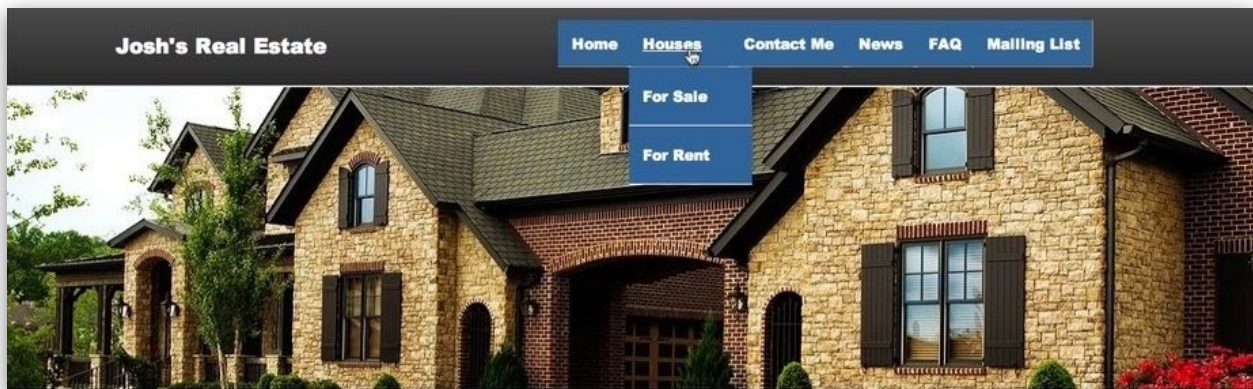 Josh's Real Estate
Home Houses Contact Me News FAQ Mailing List
For Sale
For Rent